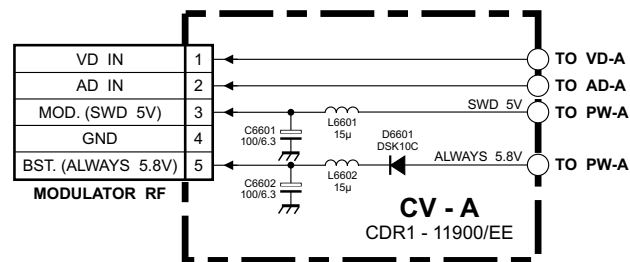 VD IN 1 TO VD-A
AD IN 2 TO AD-A
MOD. (SWD 5V) 3 SWD 5V TO PW-A
C6601
100/6.3
L6601
15µ
D6601
DSK10C
GND 4
BST. (ALWAYS 5.8V) 5 ALWAYS 5.8V TO PW-A
C6602
100/6.3
L6602
15µ
MODULATOR RF
CV - A
CDR1 - 11900/EE